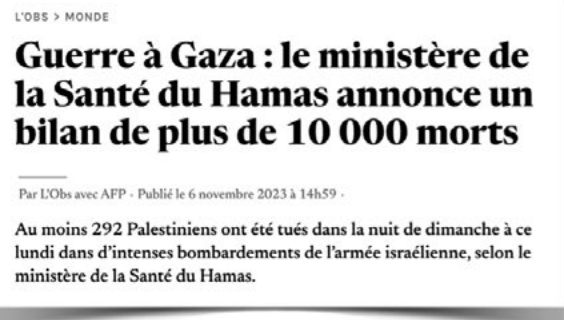 L'OBS > MONDE
Guerre à Gaza : le ministère de
la Santé du Hamas annonce un
bilan de plus de 10 000 morts
Par L'Obs avec AFP · Publié le 6 novembre 2023 à 14h59 ·
Au moins 292 Palestiniens ont été tués dans la nuit de dimanche à ce
lundi dans d'intenses bombardements de l'armée israélienne, selon le
ministère de la Santé du Hamas.